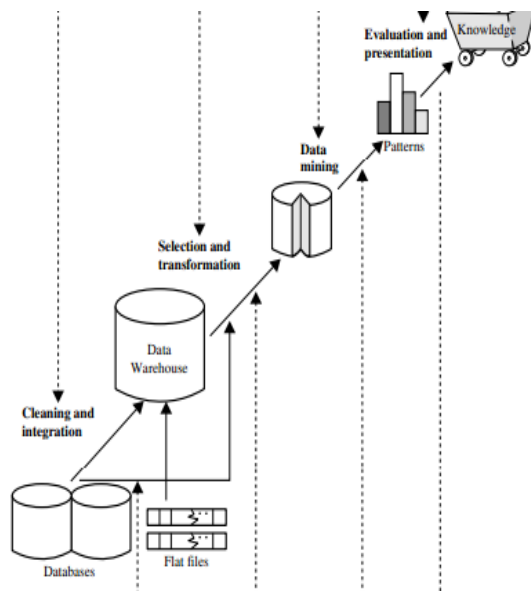 Evaluation and
presentation
Knowledge
Patterns
Data
mining
Selection and
transformation
Data
Warehouse
Cleaning and
integration
Databases
Flat files